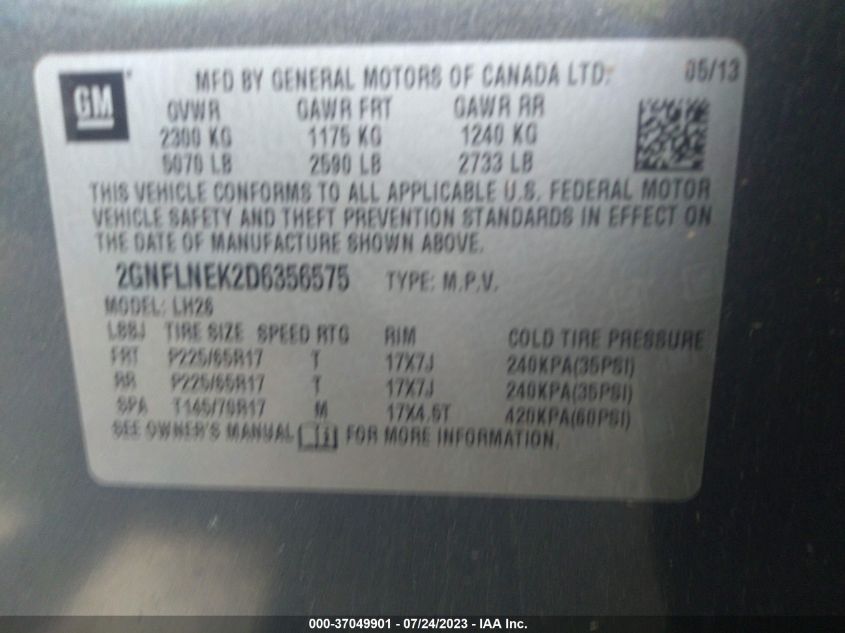 GM
MFD BY GENERAL MOTORS OF CANADA LTD. 05/13
GVWR GAWR FRT GAWR RR
2300 KG 1175 KG 1240 KG
5070 LB 2590 LB 2733 LB
THIS VEHICLE CONFORMS TO ALL APPLICABLE U.S. FEDERAL MOTOR
VEHICLE SAFETY AND THEFT PREVENTION STANDARDS IN EFFECT ON
THE DATE OF MANUFACTURE SHOWN ABOVE.
2GNFLNEK2D6356575 TYPE: M.P.V.
MODEL: LH26
L88J TIRE SIZE SPEED RTG RIM COLD TIRE PRESSURE
FRT P225/65R17 T 17X7J 240KPA(35PSI)
RR P225/65R17 T 17X7J 240KPA(35PSI)
SPA T145/70R17 M 17X4.5T 420KPA(60PSI)
SEE OWNER'S MANUAL FOR MORE INFORMATION.
000-37049901 - 07/24/2023 - IAA Inc.